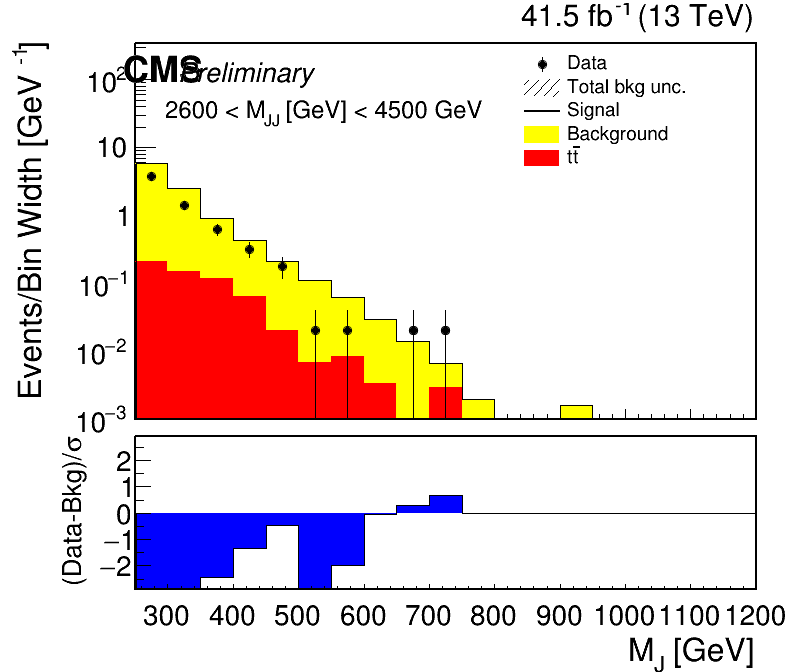 41.5 fb⁻¹ (13 TeV)
CMS Preliminary
2600 < M_JJ [GeV] < 4500 GeV
Data
Total bkg unc.
Signal
Background
tt̄
Events/Bin Width [GeV⁻¹]
10²
10
1
10⁻¹
10⁻²
10⁻³
(Data-Bkg)/σ
2
1
0
−1
−2
300 400 500 600 700 800 900 1000 1100 1200
M_J [GeV]